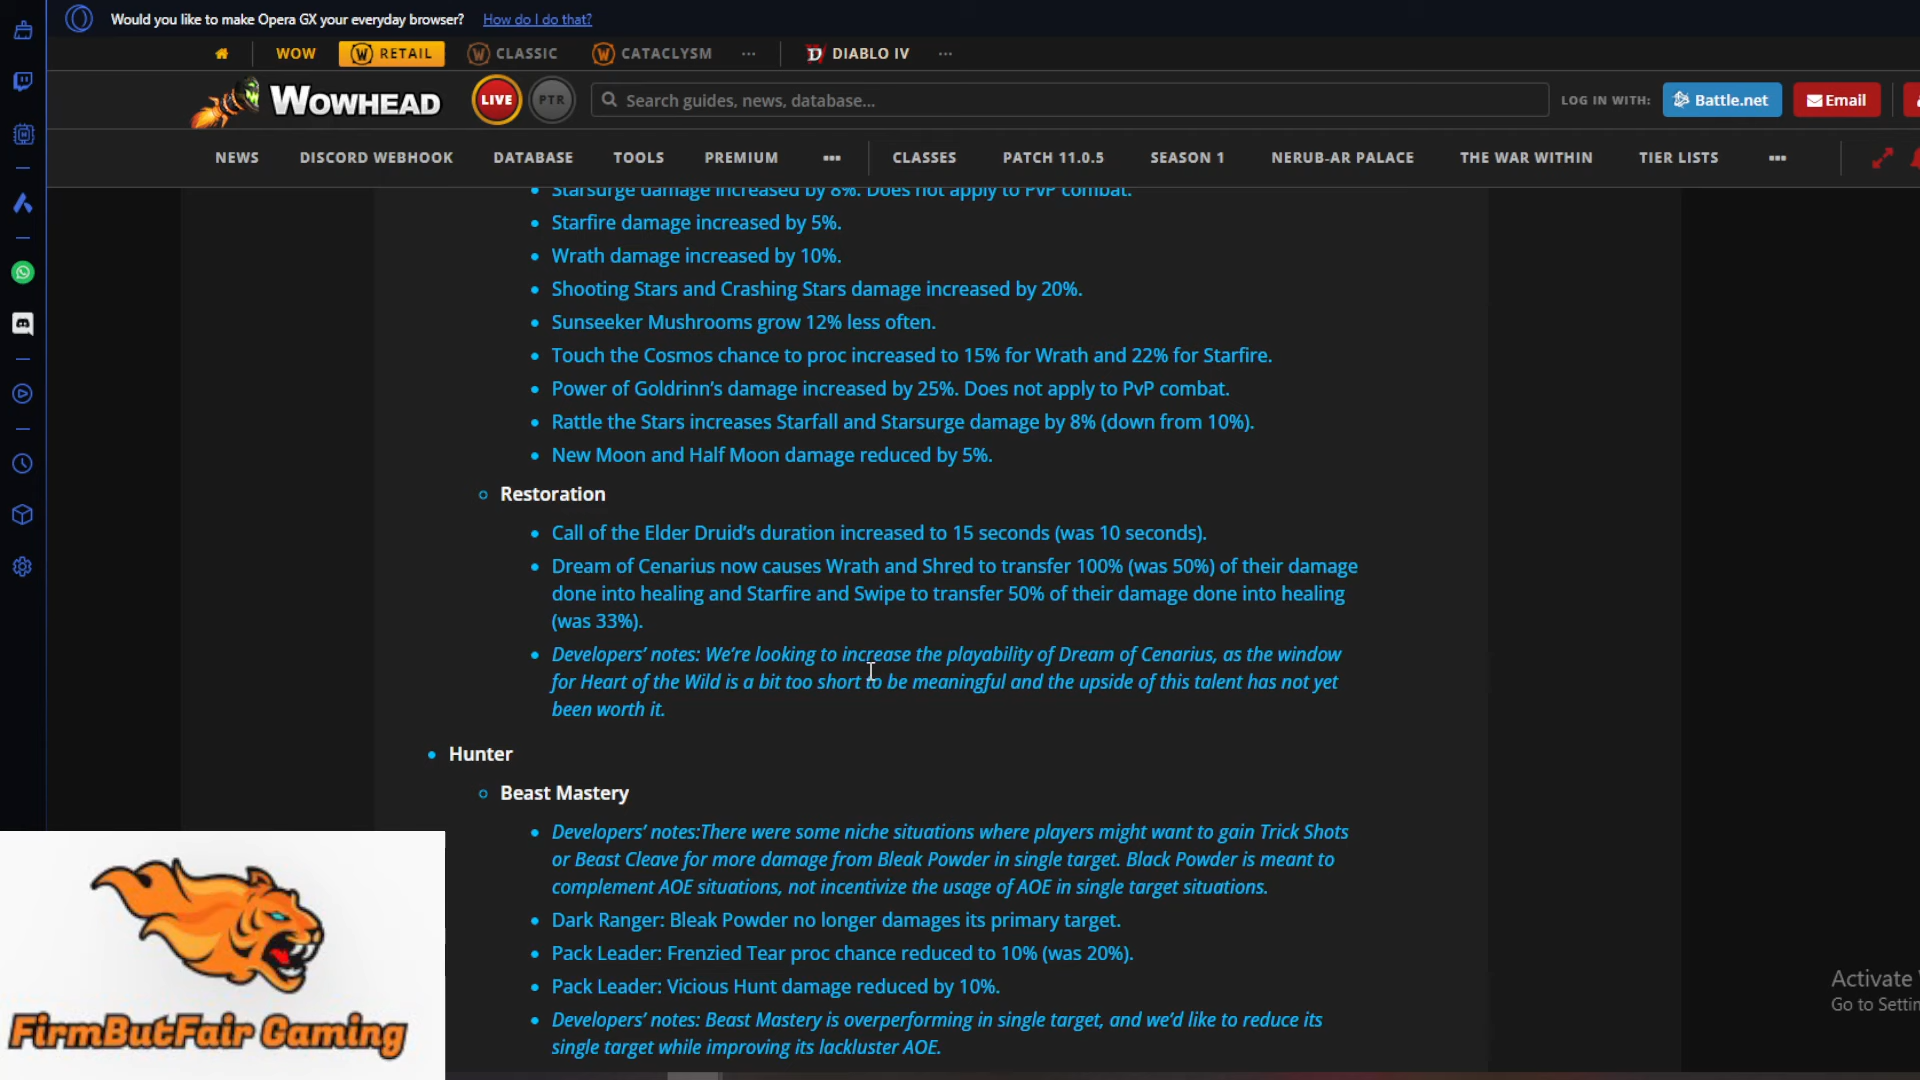 Would you like to make Opera GX your everyday browser? How do I do that?
WOW RETAIL CLASSIC CATACLYSM ... DIABLO IV ...
WOWHEAD LIVE PTR Search guides, news, database... LOG IN WITH: Battle.net Email
NEWS DISCORD WEBHOOK DATABASE TOOLS PREMIUM ... CLASSES PATCH 11.0.5 SEASON 1 NERUB-AR PALACE THE WAR WITHIN TIER LISTS ...
Starsurge damage increased by 8%. Does not apply to PvP combat.
Starfire damage increased by 5%.
Wrath damage increased by 10%.
Shooting Stars and Crashing Stars damage increased by 20%.
Sunseeker Mushrooms grow 12% less often.
Touch the Cosmos chance to proc increased to 15% for Wrath and 22% for Starfire.
Power of Goldrinn's damage increased by 25%. Does not apply to PvP combat.
Rattle the Stars increases Starfall and Starsurge damage by 8% (down from 10%).
New Moon and Half Moon damage reduced by 5%.
Restoration
Call of the Elder Druid's duration increased to 15 seconds (was 10 seconds).
Dream of Cenarius now causes Wrath and Shred to transfer 100% (was 50%) of their damage
done into healing and Starfire and Swipe to transfer 50% of their damage done into healing
(was 33%).
Developers' notes: We're looking to increase the playability of Dream of Cenarius, as the window
for Heart of the Wild is a bit too short to be meaningful and the upside of this talent has not yet
been worth it.
Hunter
Beast Mastery
Developers' notes:There were some niche situations where players might want to gain Trick Shots
or Beast Cleave for more damage from Bleak Powder in single target. Black Powder is meant to
complement AOE situations, not incentivize the usage of AOE in single target situations.
Dark Ranger: Bleak Powder no longer damages its primary target.
Pack Leader: Frenzied Tear proc chance reduced to 10% (was 20%).
Pack Leader: Vicious Hunt damage reduced by 10%.
Developers' notes: Beast Mastery is overperforming in single target, and we'd like to reduce its
single target while improving its lackluster AOE.
FirmButFair Gaming
Activate
Go to Settin